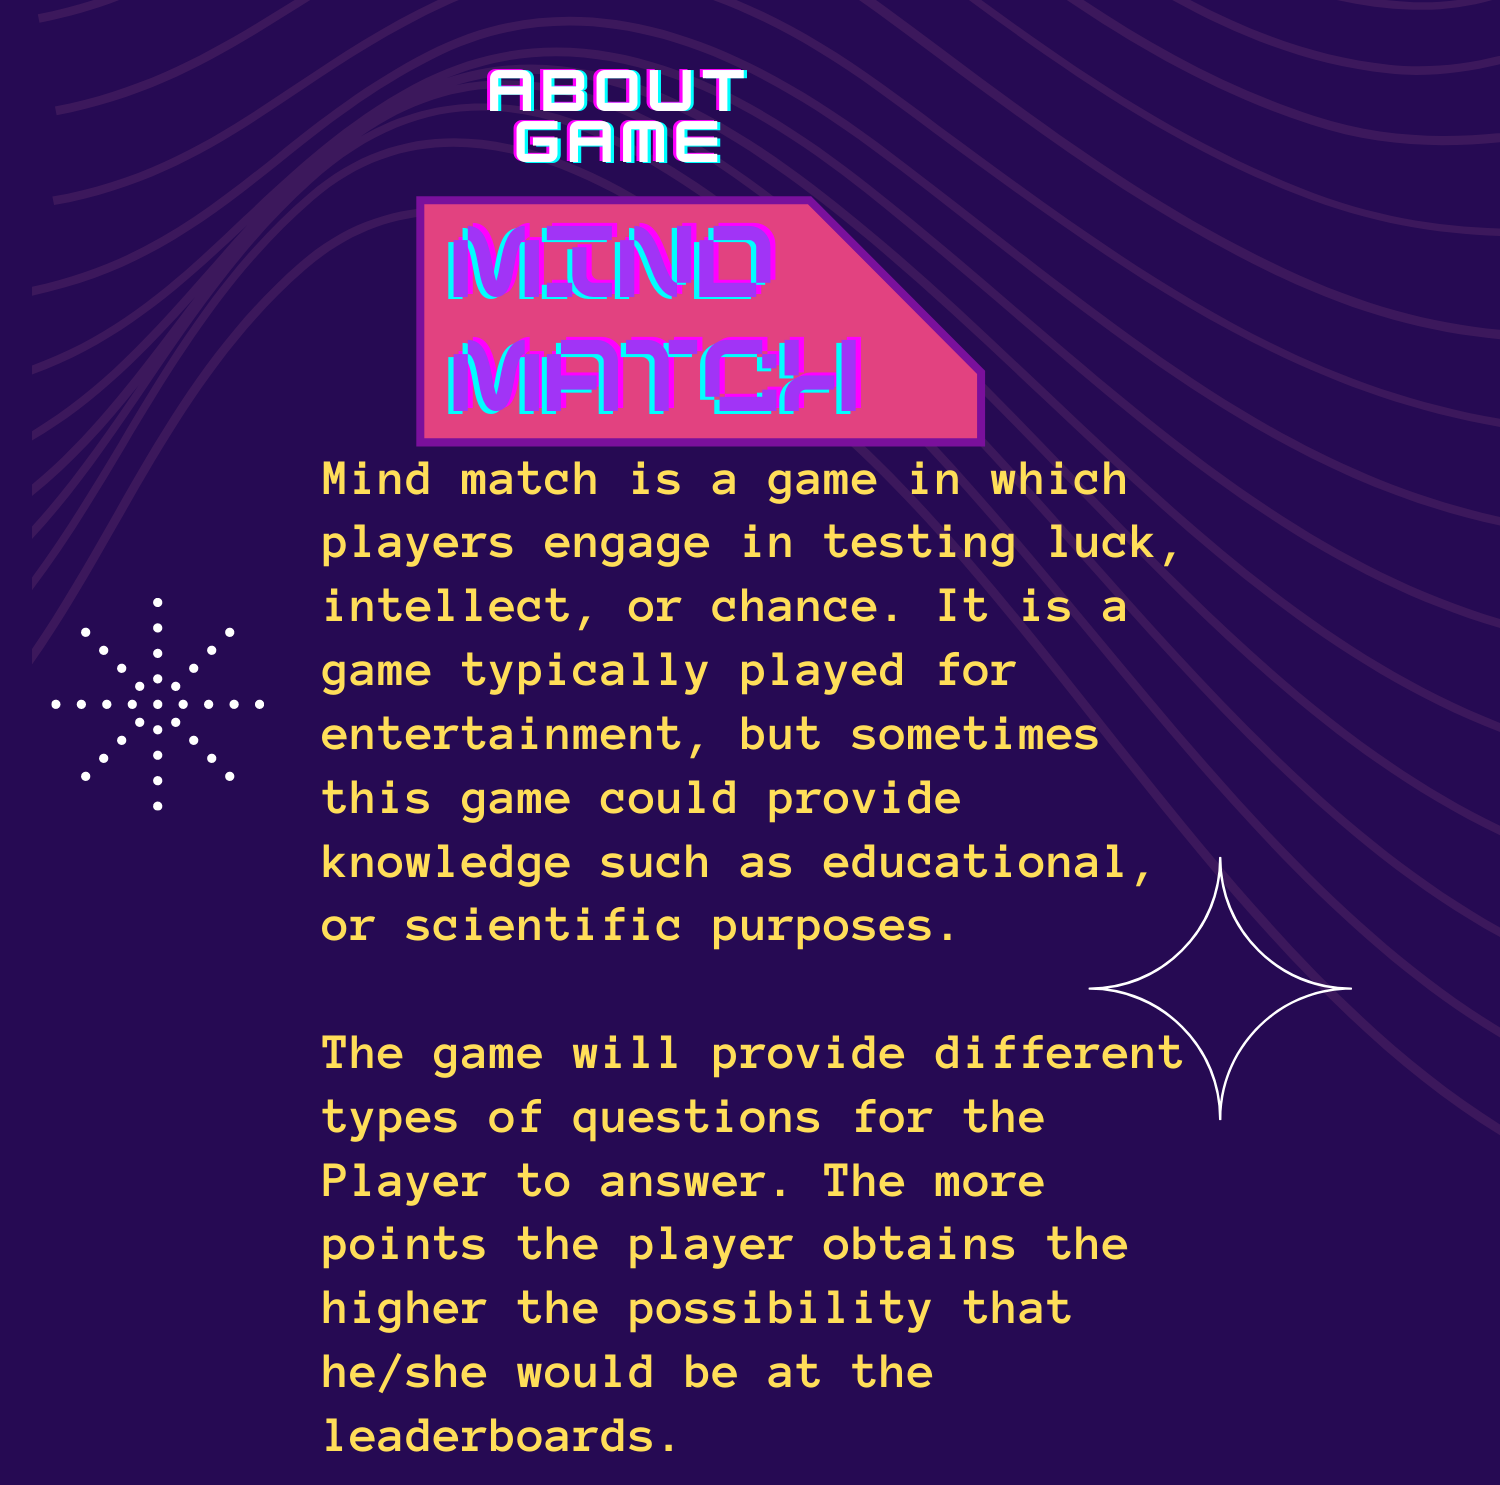 ABOUT
GAME
MIND
MATCH
Mind match is a game in which
players engage in testing luck,
intellect, or chance. It is a
game typically played for
entertainment, but sometimes
this game could provide
knowledge such as educational,
or scientific purposes.
The game will provide different
types of questions for the
Player to answer. The more
points the player obtains the
higher the possibility that
he/she would be at the
leaderboards.